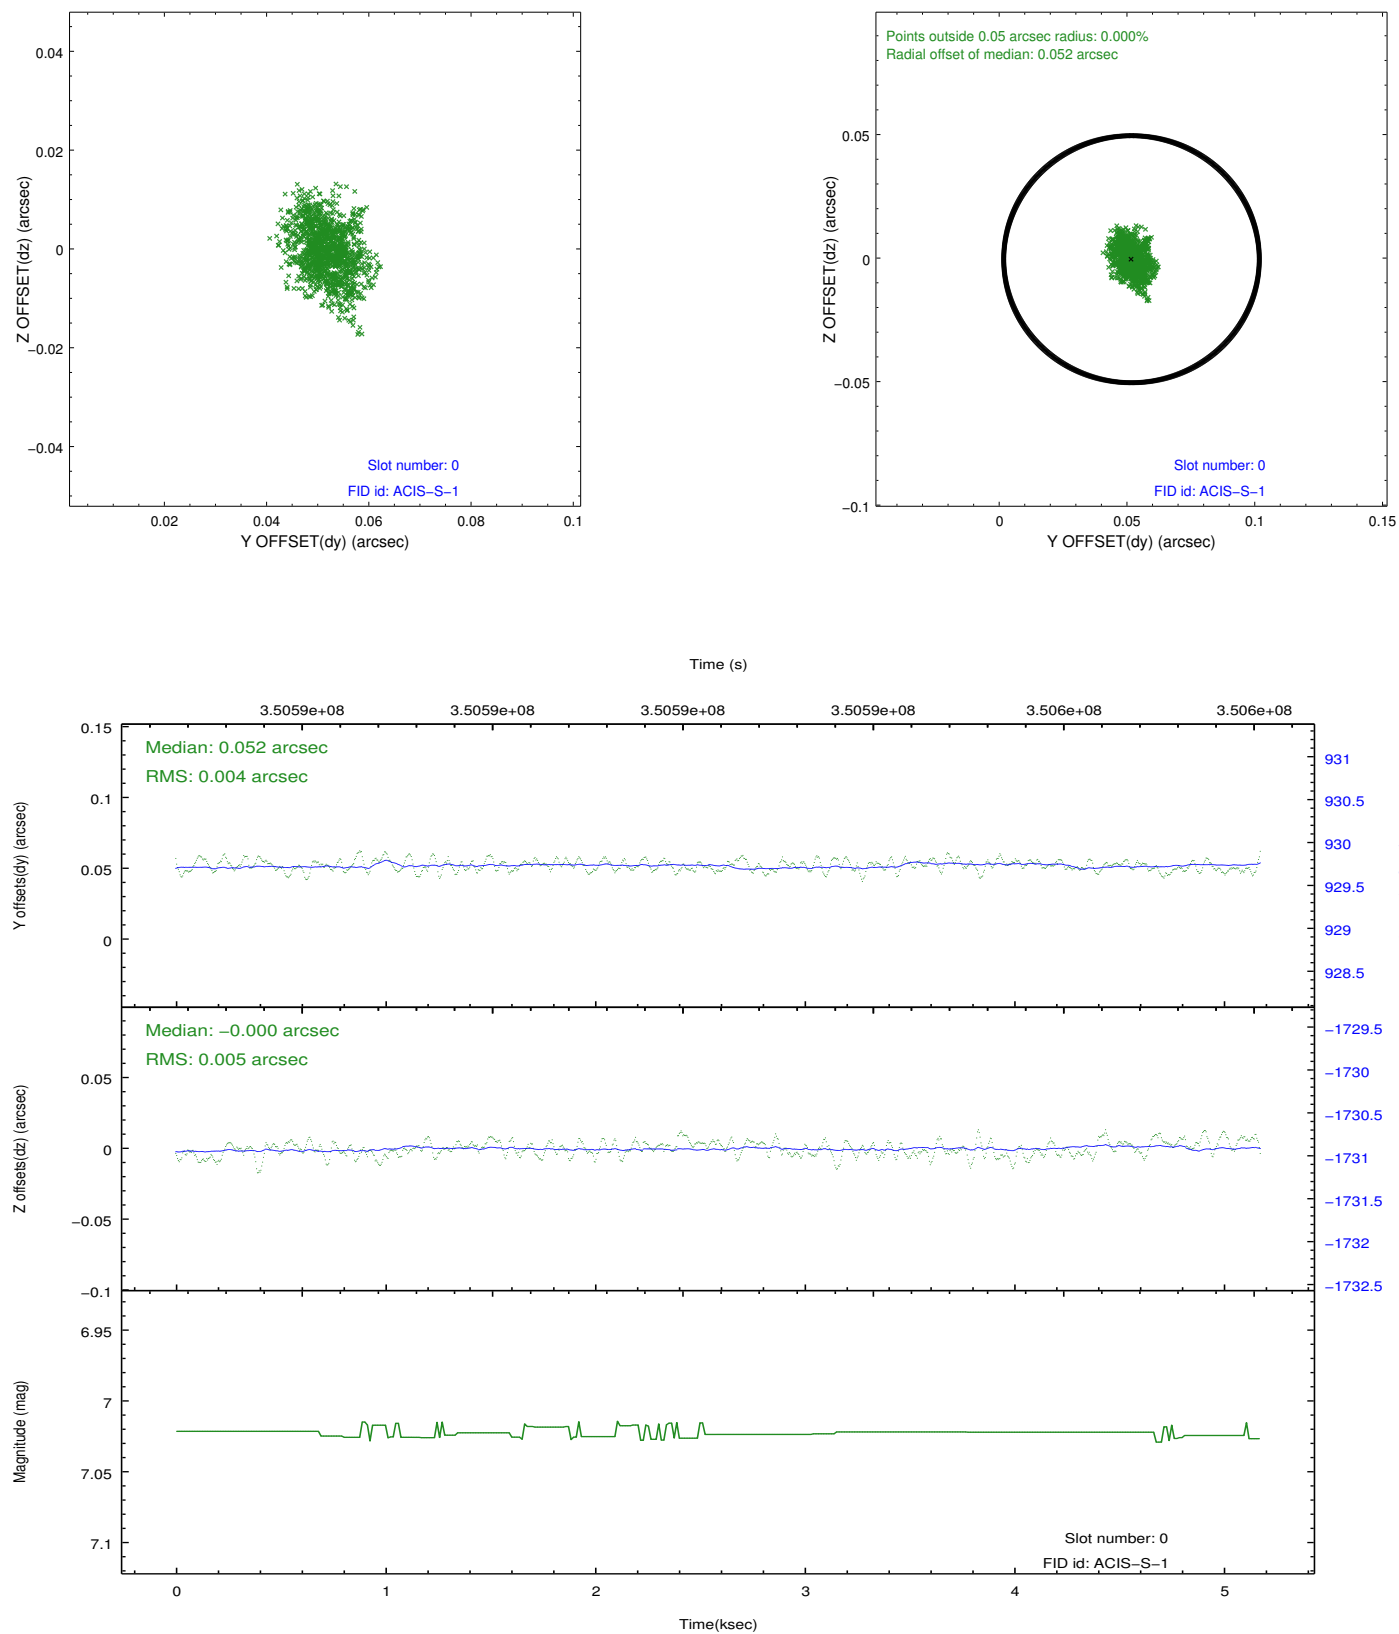 0.04
0.02
0
−0.02
−0.04
Z OFFSET(dz) (arcsec)
Slot number: 0
FID id: ACIS−S−1
0.02 0.04 0.06 0.08 0.1
Y OFFSET(dy) (arcsec)
Points outside 0.05 arcsec radius: 0.000%
Radial offset of median: 0.052 arcsec
0.05
0
−0.05
−0.1
Z OFFSET(dz) (arcsec)
Slot number: 0
FID id: ACIS−S−1
0 0.05 0.1 0.15
Y OFFSET(dy) (arcsec)
Time (s)
3.5059e+08 3.5059e+08 3.5059e+08 3.5059e+08 3.506e+08 3.506e+08
Median: 0.052 arcsec
RMS: 0.004 arcsec
0.15
0.1
0.05
0
Y offsets(dy) (arcsec)
931
930.5
930
929.5
929
928.5
Median: −0.000 arcsec
RMS: 0.005 arcsec
0.05
0
−0.05
−0.1
Z offsets(dz) (arcsec)
−1729.5
−1730
−1730.5
−1731
−1731.5
−1732
−1732.5
6.95
7
7.05
7.1
Magnitude (mag)
Slot number: 0
FID id: ACIS−S−1
0 1 2 3 4 5
Time(ksec)